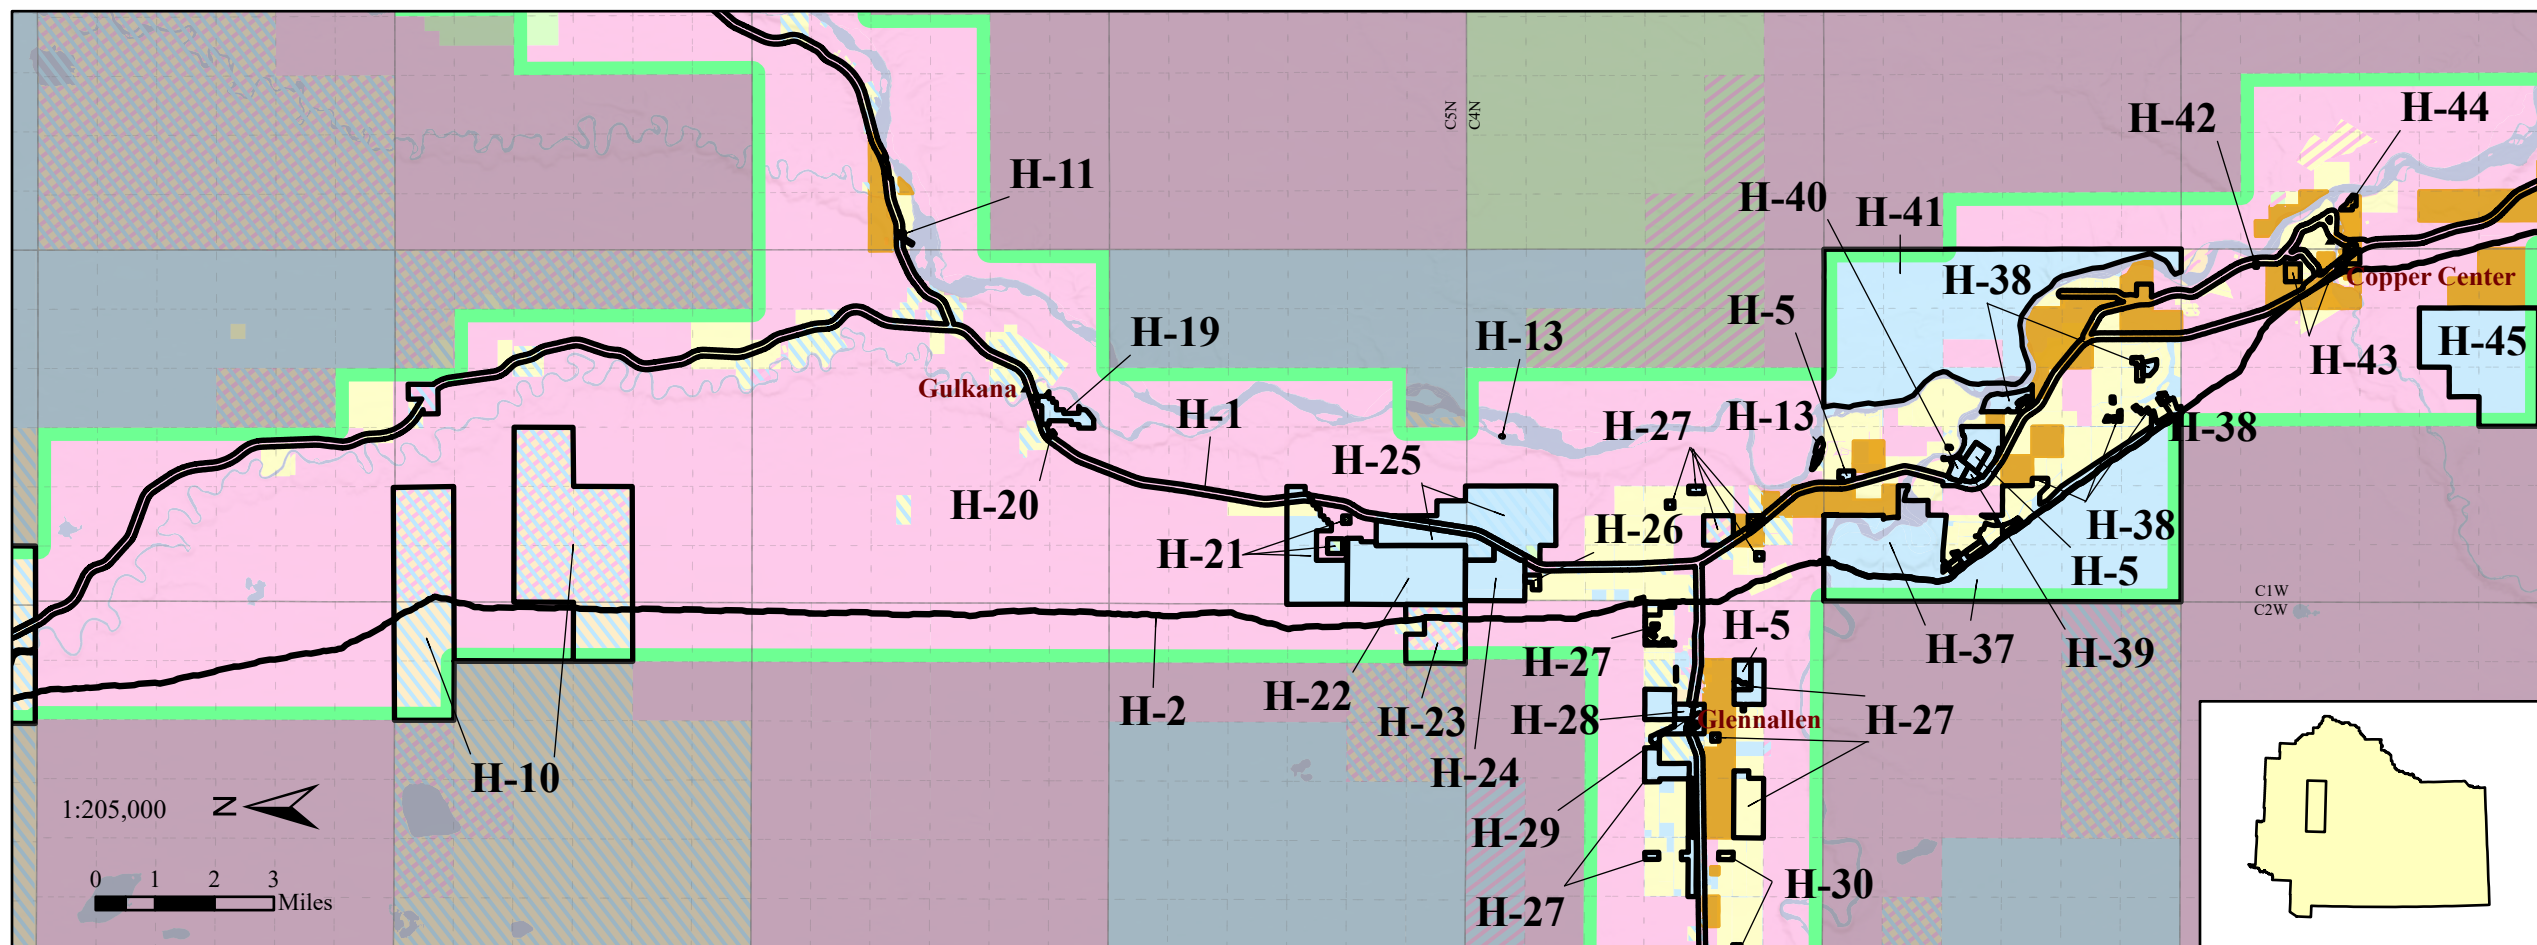 C5N
C4N
H-44
H-42
H-11
H-40
H-41
H-38
Copper Center
H-5
H-19
H-13
H-45
H-43
Gulkana
H-1
H-27
H-13
H-38
H-25
H-20
H-26
H-38
H-21
H-5
C1W
C2W
H-5
H-37
H-39
H-27
H-2
H-22
H-23
H-28
Glennallen
H-27
H-10
H-24
1:205,000
N
H-29
0 1 2 3
Miles
H-27
H-30